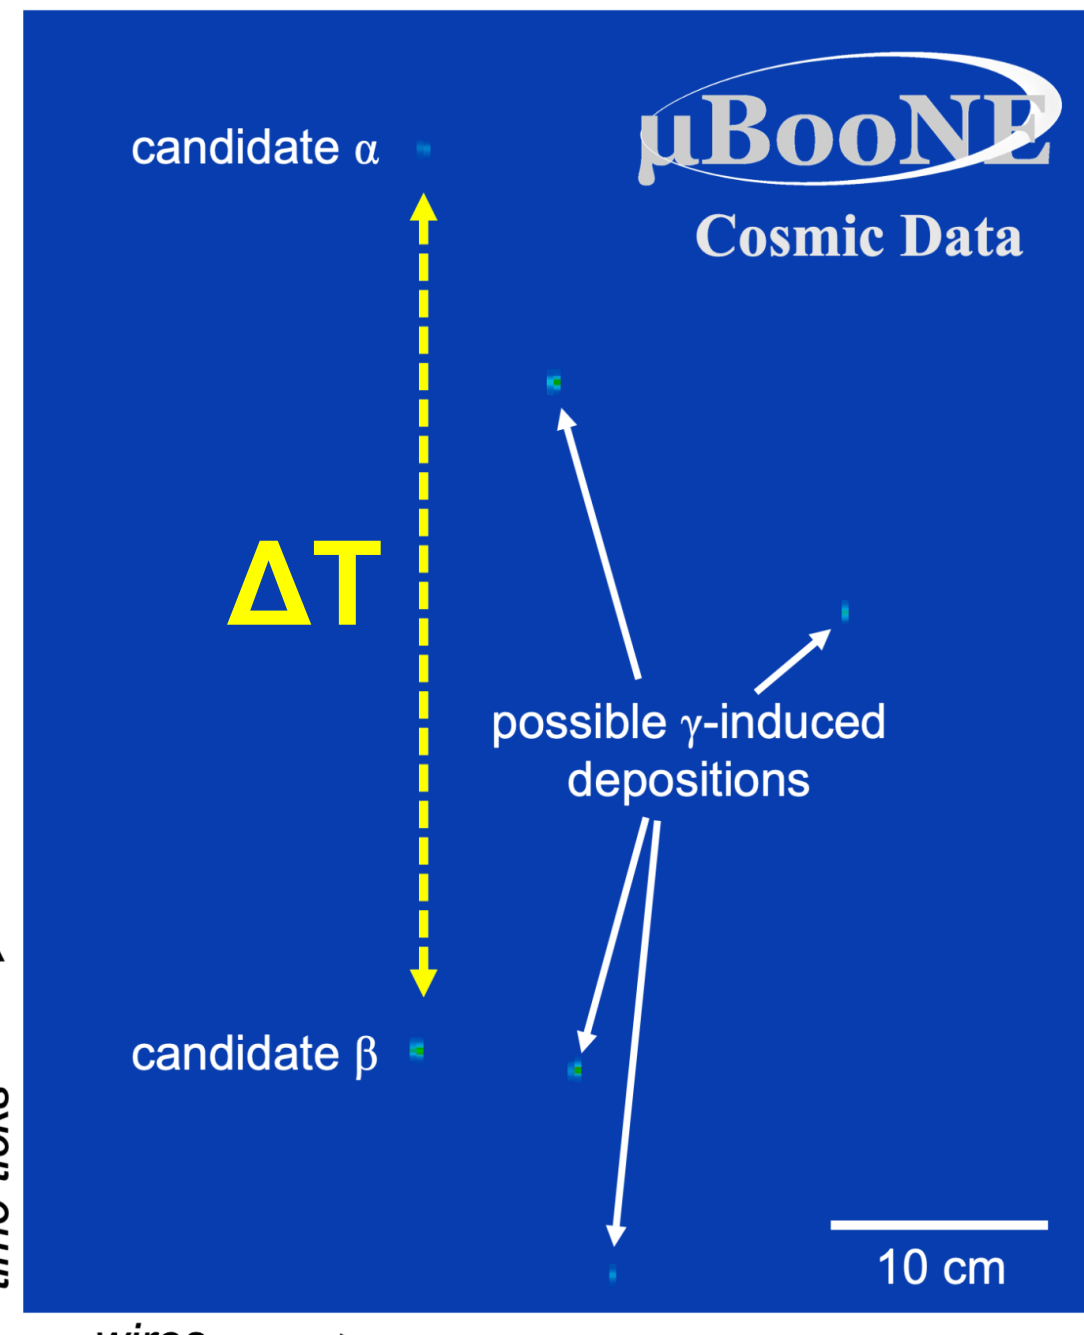 candidate α
μBooNE
Cosmic Data
ΔT
possible γ-induced
depositions
candidate β
10 cm